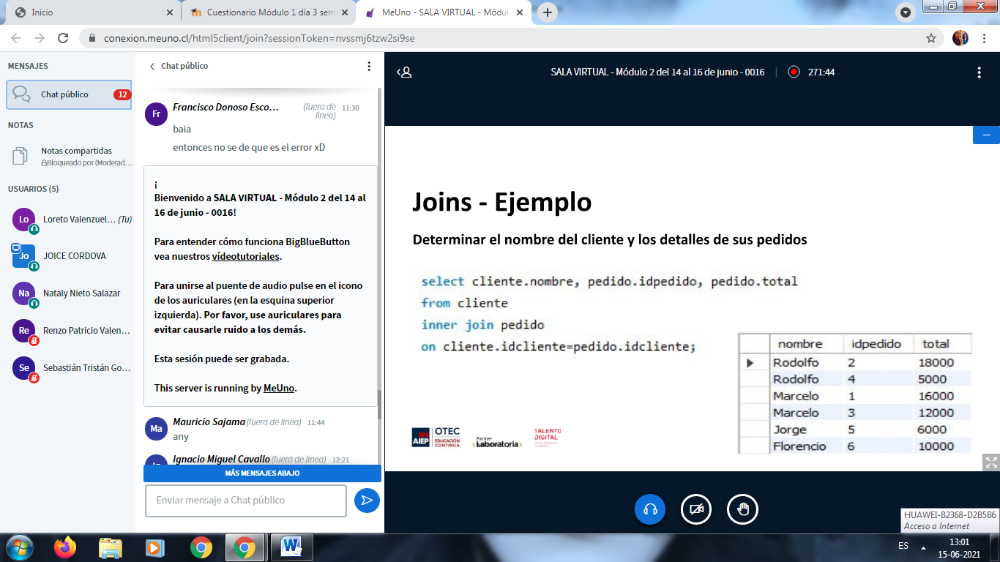 Inicio
Cuestionario Módulo 1 día 3 sem
MeUno - SALA VIRTUAL - Módul
conexion.meuno.cl/html5client/join?sessionToken=nvssmj6tzw2si9se
MENSAJES
Chat público
12
NOTAS
Notas compartidas
Bloqueado por (Moderad...
USUARIOS (5)
Lo
Loreto Valenzuel... (Tu)
Jo
JOICE CORDOVA
Na
Nataly Nieto Salazar
Re
Renzo Patricio Valen...
Se
Sebastián Tristán Go...
Chat público
Fr
Francisco Donoso Esco...
(fuera de
línea)
11:30
baia
entonces no se de que es el error xD
¡
Bienvenido a SALA VIRTUAL - Módulo 2 del 14 al
16 de junio - 0016!
Para entender cómo funciona BigBlueButton
vea nuestros vídeotutoriales.
Para unirse al puente de audio pulse en el icono
de los auriculares (en la esquina superior
izquierda). Por favor, use auriculares para
evitar causarle ruido a los demás.
Esta sesión puede ser grabada.
This server is running by MeUno.
Ma
Mauricio Sajama (fuera de línea) 11:44
any
Ignacio Miguel Cavallo (fuera de línea) 12:21
MÁS MENSAJES ABAJO
Enviar mensaje a Chat público
SALA VIRTUAL - Módulo 2 del 14 al 16 de junio - 0016
271:44
Joins - Ejemplo
Determinar el nombre del cliente y los detalles de sus pedidos
select cliente.nombre, pedido.idpedido, pedido.total
from cliente
inner join pedido
on cliente.idcliente=pedido.idcliente;
nombre idpedido total
Rodolfo 2 18000
Rodolfo 4 5000
Marcelo 1 16000
Marcelo 3 12000
Jorge 5 6000
Florencio 6 10000
AIEP
OTEC
EDUCACIÓN
CONTINUA
Partner
Laboratoria
TALENTO
DIGITAL
HUAWEI-B2368-D2B5B6
Acceso a Internet
ES
13:01
15-06-2021